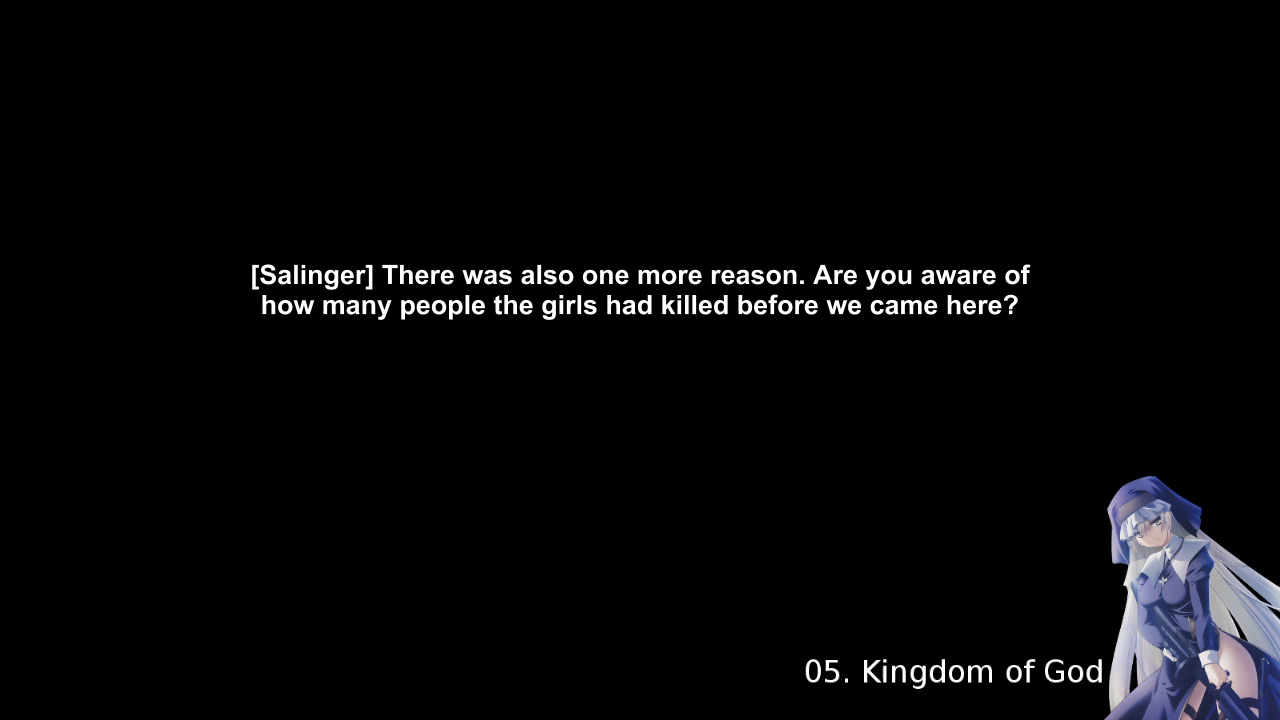 [Salinger] There was also one more reason. Are you aware of
how many people the girls had killed before we came here?
05. Kingdom of God